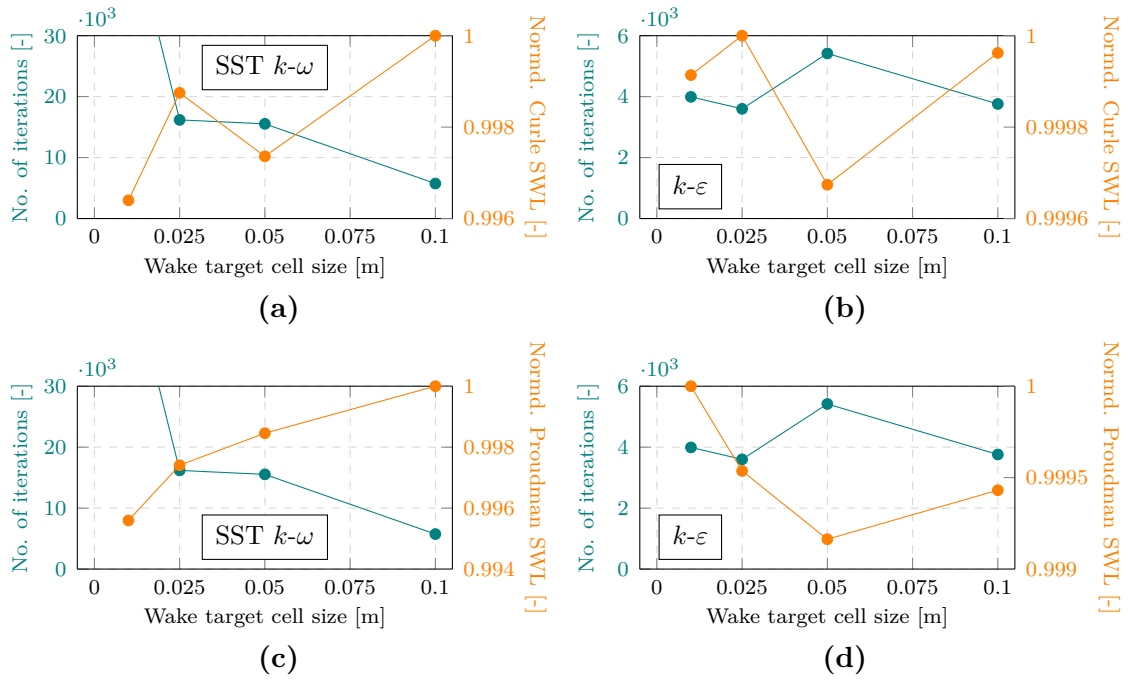 ·10³
·10³
30
20
10
0
No. of iterations [-]
SST k-ω
1
0.998
0.996
Normd. Curle SWL [-]
0
0.025
0.05
0.075
0.1
Wake target cell size [m]
(a)
6
4
2
0
No. of iterations [-]
k-ε
1
0.9998
0.9996
Normd. Curle SWL [-]
0
0.025
0.05
0.075
0.1
Wake target cell size [m]
(b)
·10³
·10³
30
20
10
0
No. of iterations [-]
SST k-ω
1
0.998
0.996
0.994
Normd. Proudman SWL [-]
0
0.025
0.05
0.075
0.1
Wake target cell size [m]
(c)
6
4
2
0
No. of iterations [-]
k-ε
1
0.9995
0.999
Normd. Proudman SWL [-]
0
0.025
0.05
0.075
0.1
Wake target cell size [m]
(d)